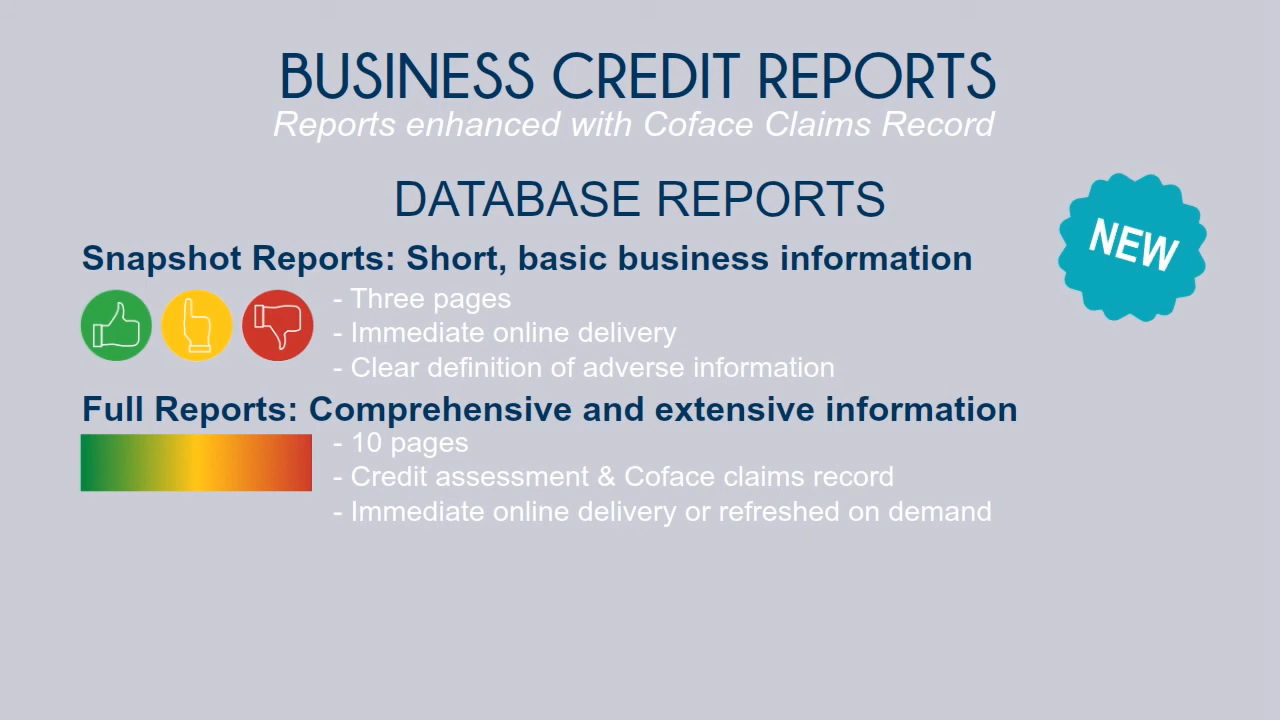 BUSINESS CREDIT REPORTS
Reports enhanced with Coface Claims Record
DATABASE REPORTS
NEW
Snapshot Reports: Short, basic business information
- Three pages
- Immediate online delivery
- Clear definition of adverse information
Full Reports: Comprehensive and extensive information
- 10 pages
- Credit assessment & Coface claims record
- Immediate online delivery or refreshed on demand